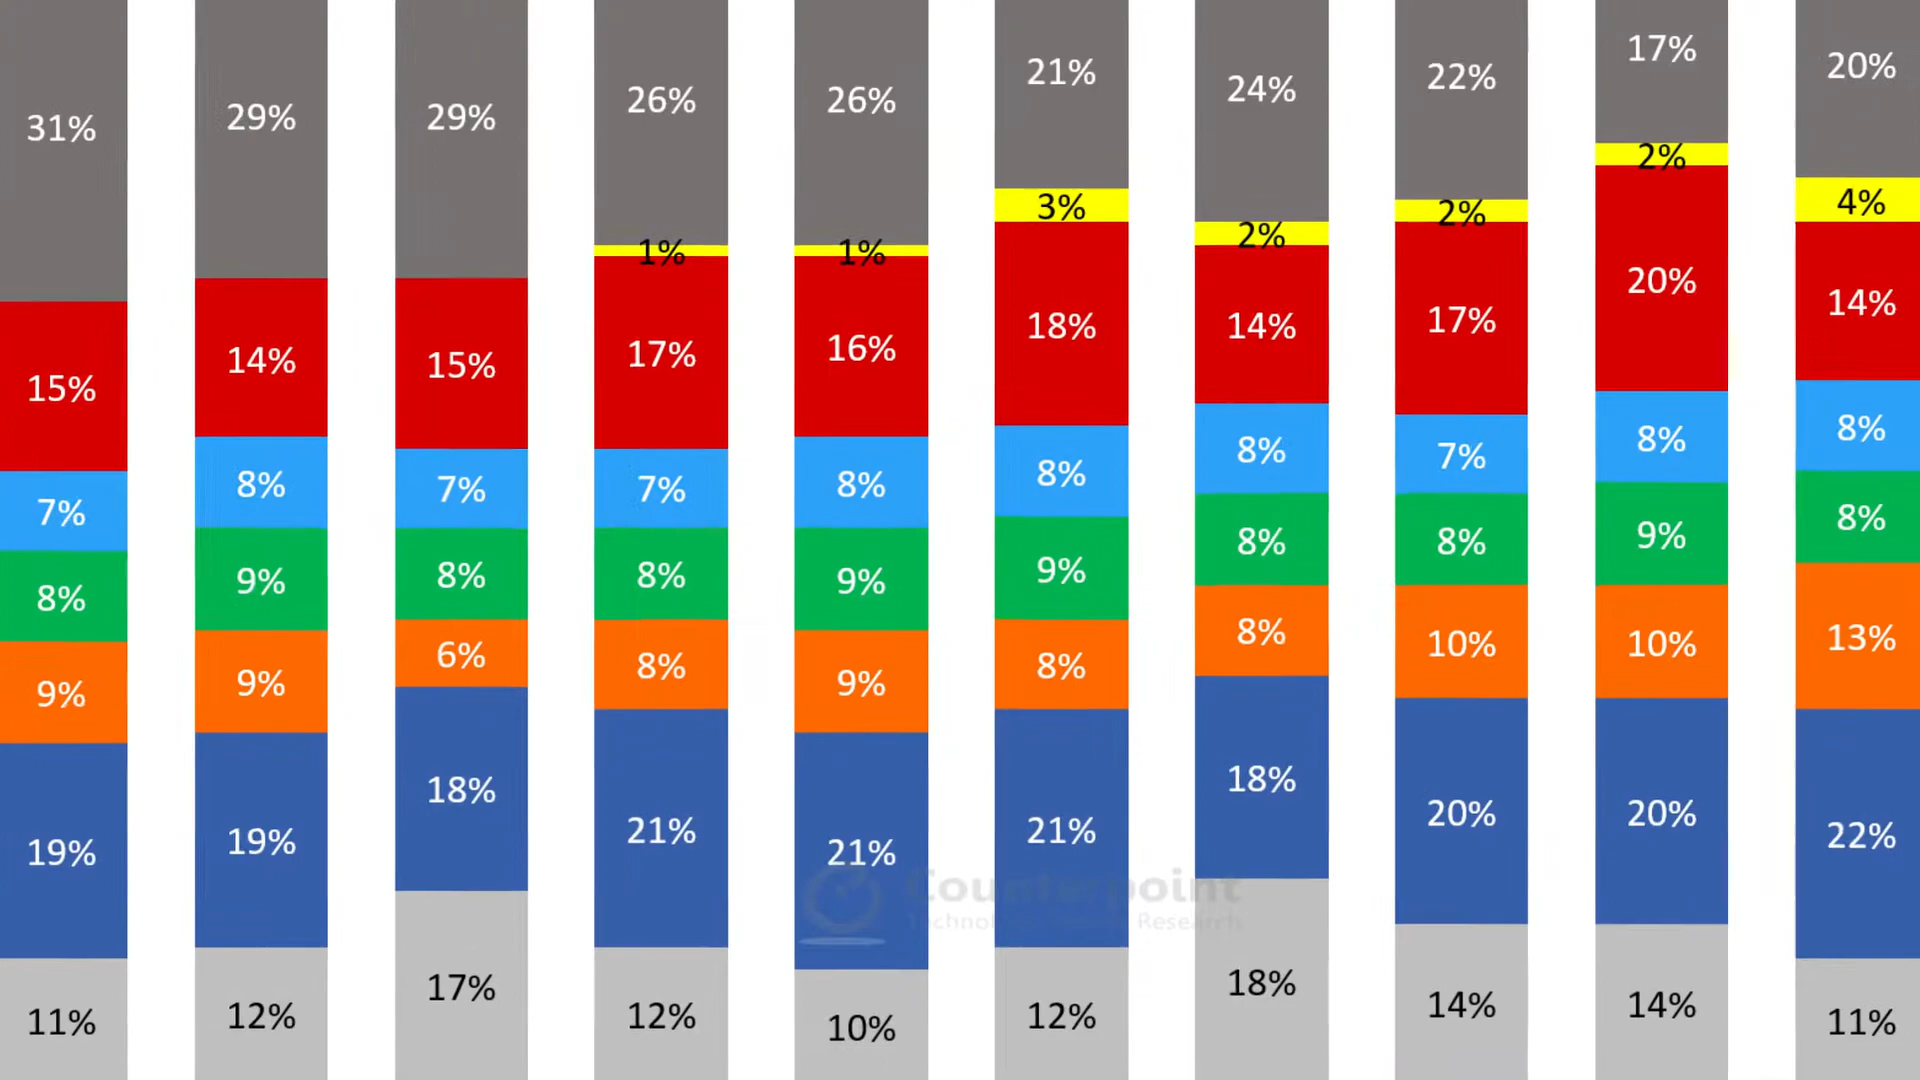 31% 29% 29% 26% 26% 21% 24% 22% 17% 20%
1% 1% 3% 2% 2% 2% 4%
15% 14% 15% 17% 16% 18% 14% 17% 20% 14%
7% 8% 7% 7% 8% 8% 8% 7% 8% 8%
8% 9% 8% 8% 9% 9% 8% 8% 9% 8%
9% 9% 6% 8% 9% 8% 8% 10% 10% 13%
19% 19% 18% 21% 21% 21% 18% 20% 20% 22%
Counterpoint
Technology Market Research
11% 12% 17% 12% 10% 12% 18% 14% 14% 11%